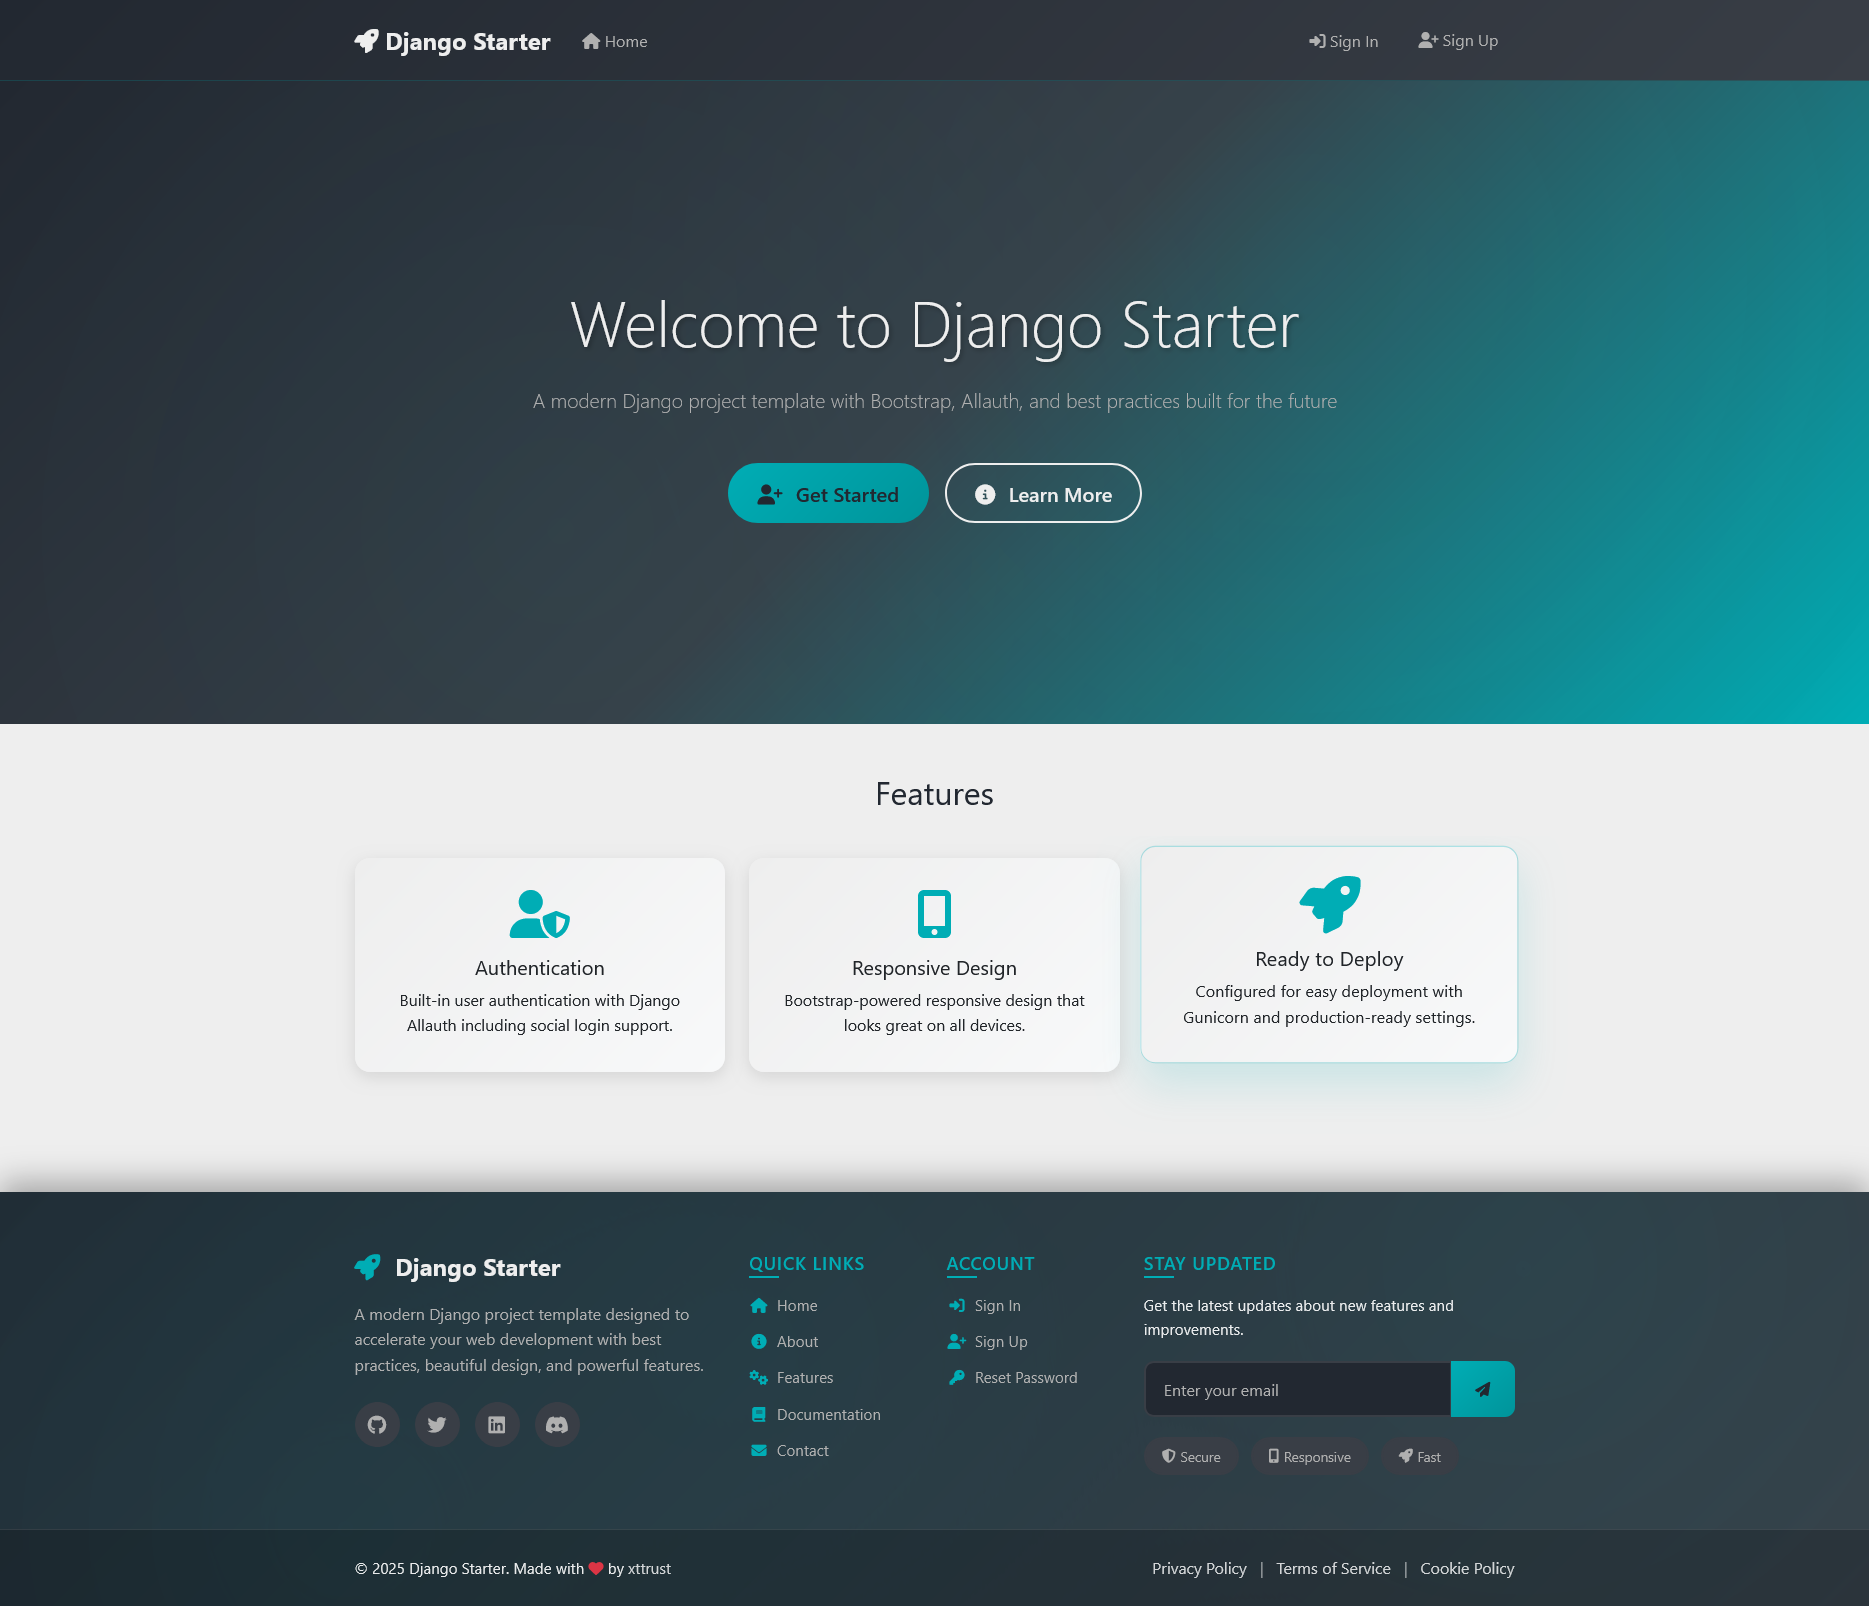 Django Starter
Home
Sign In
Sign Up
Welcome to Django Starter
A modern Django project template with Bootstrap, Allauth, and best practices built for the future
Get Started
Learn More
Features
Authentication
Built-in user authentication with Django
Allauth including social login support.
Responsive Design
Bootstrap-powered responsive design that
looks great on all devices.
Ready to Deploy
Configured for easy deployment with
Gunicorn and production-ready settings.
Django Starter
A modern Django project template designed to
accelerate your web development with best
practices, beautiful design, and powerful features.
QUICK LINKS
Home
About
Features
Documentation
Contact
ACCOUNT
Sign In
Sign Up
Reset Password
STAY UPDATED
Get the latest updates about new features and
improvements.
Enter your email
Secure
Responsive
Fast
© 2025 Django Starter. Made with ❤ by xttrust
Privacy Policy | Terms of Service | Cookie Policy